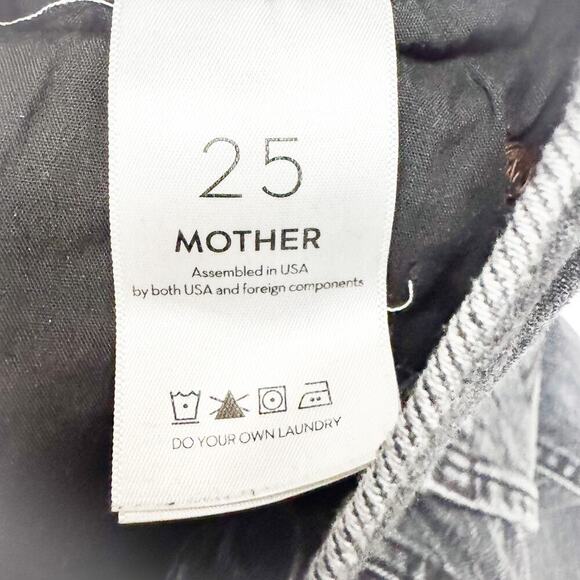 25
MOTHER
Assembled in USA
by both USA and foreign components
DO YOUR OWN LAUNDRY